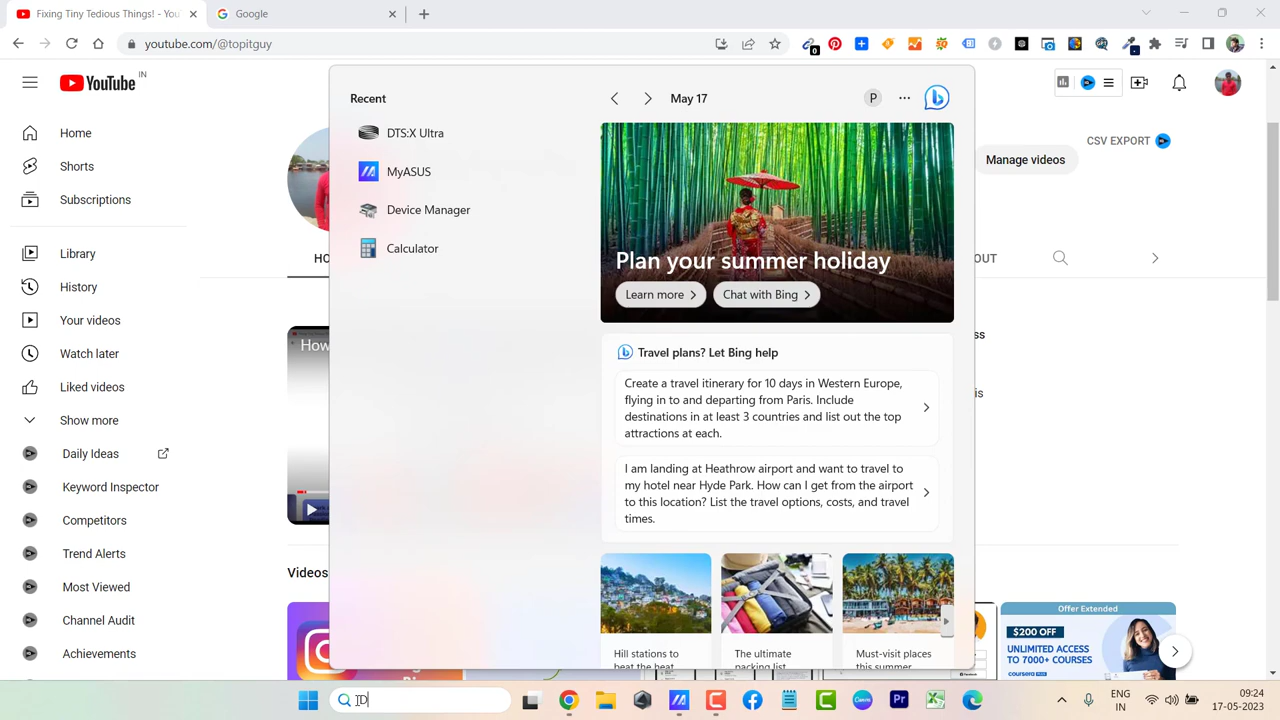 Fixing Tiny Tedious Things! - You
Google
youtube.com/@topitguy
0
YouTube
IN
Home
Shorts
Subscriptions
Library
History
Your videos
Watch later
Liked videos
Show more
Daily Ideas
Keyword Inspector
Competitors
Trend Alerts
Most Viewed
Channel Audit
Achievements
HO
How
Videos
Recent
DTS:X Ultra
MyASUS
Device Manager
Calculator
May 17
P
Plan your summer holiday
Learn more
Chat with Bing
Travel plans? Let Bing help
Create a travel itinerary for 10 days in Western Europe,
flying in to and departing from Paris. Include
destinations in at least 3 countries and list out the top
attractions at each.
I am landing at Heathrow airport and want to travel to
my hotel near Hyde Park. How can I get from the airport
to this location? List the travel options, costs, and travel
times.
Hill stations to
beat the heat
The ultimate
packing list
Must-visit places
this summer
CSV EXPORT
Manage videos
OUT
ss
is
Offer Extended
$200 OFF
UNLIMITED ACCESS
TO 7000+ COURSES
coursera PLUS
D
Pr
ENG
IN
09:24
17-05-2023